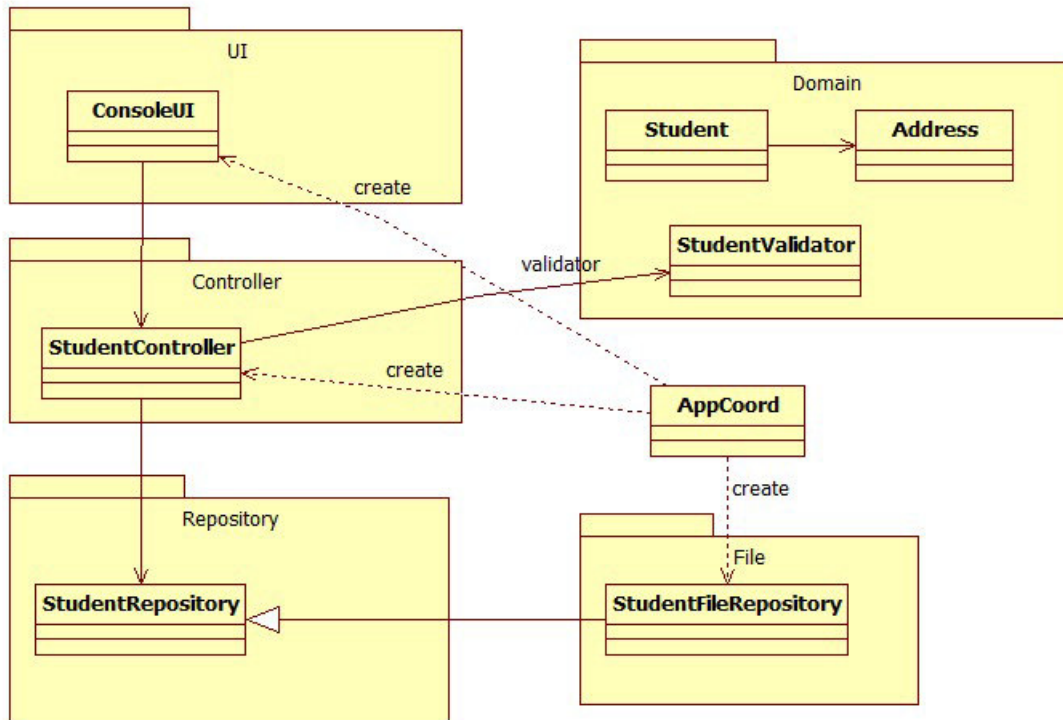 UI
ConsoleUI
Domain
Student
Address
create
StudentValidator
validator
Controller
StudentController
create
AppCoord
create
Repository
File
StudentRepository
StudentFileRepository